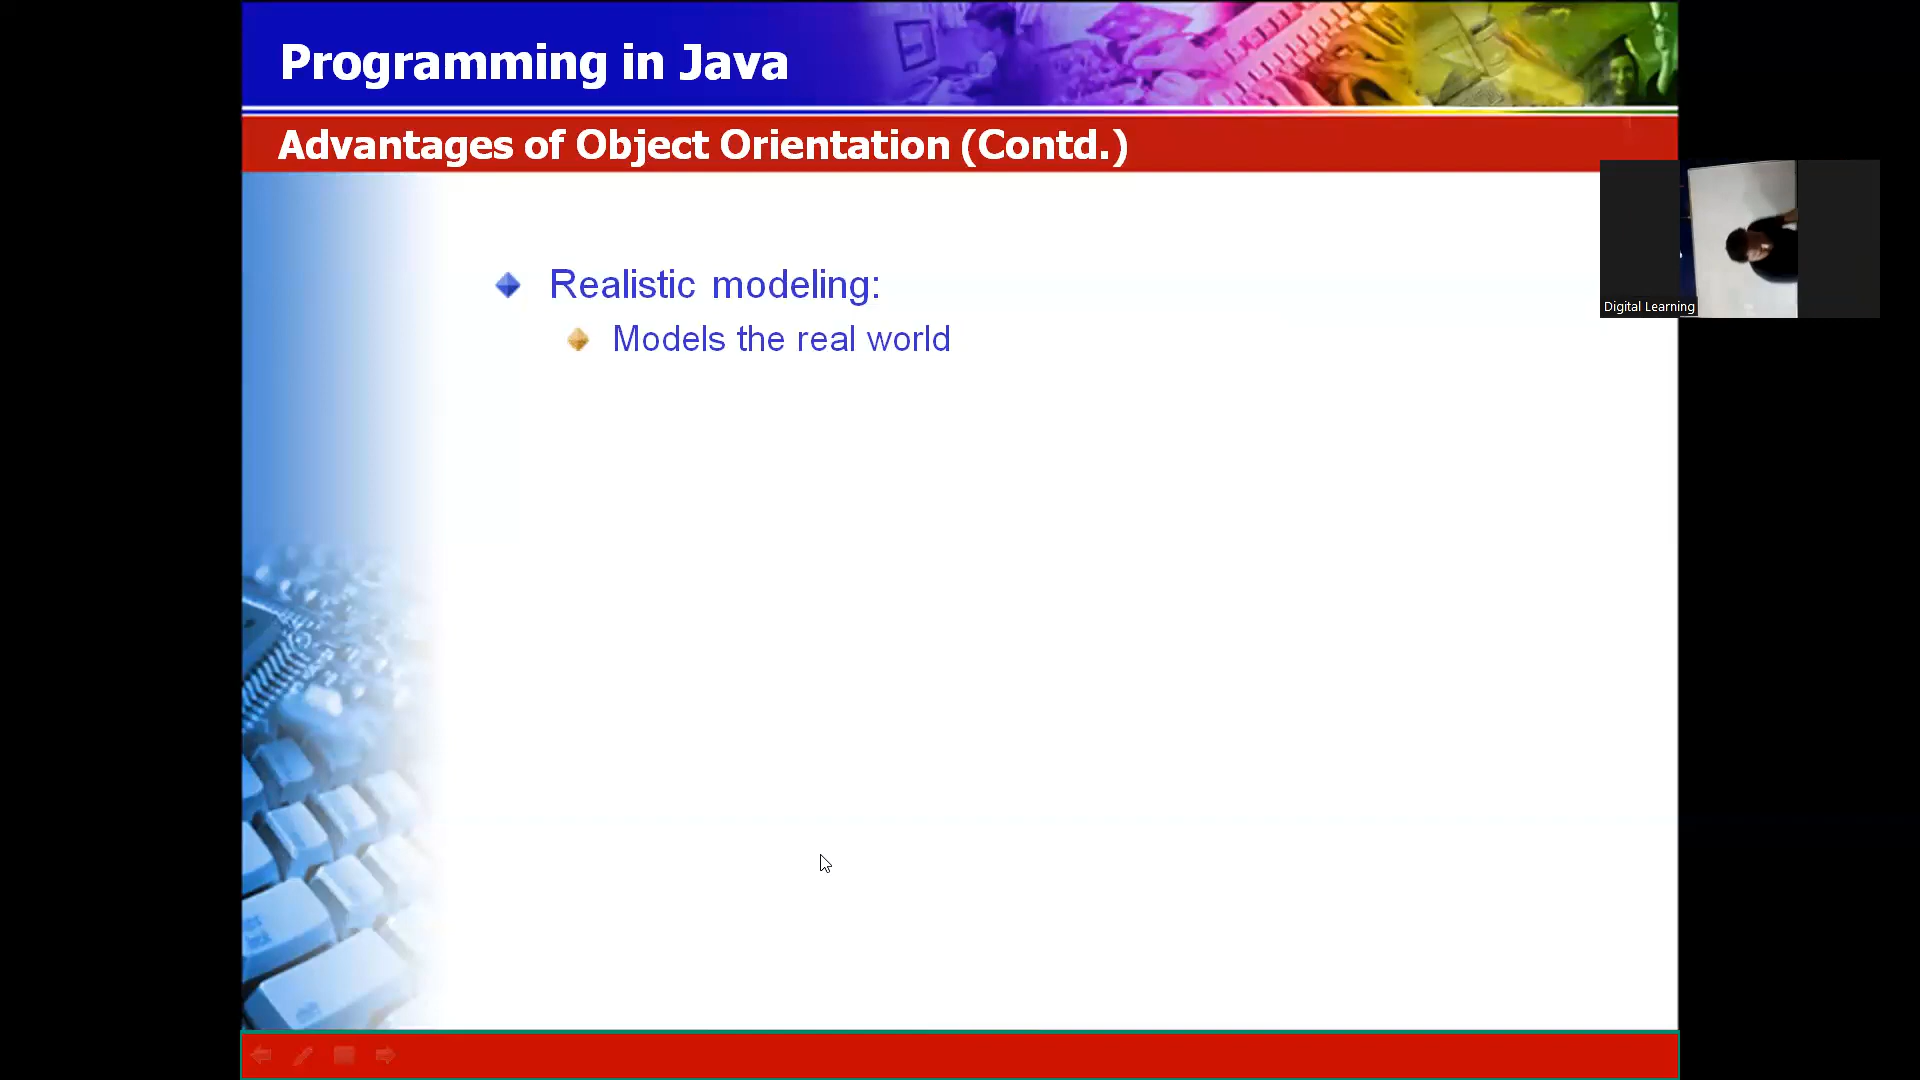 Programming in Java
Advantages of Object Orientation (Contd.)
Realistic modeling:
Models the real world
Digital Learning